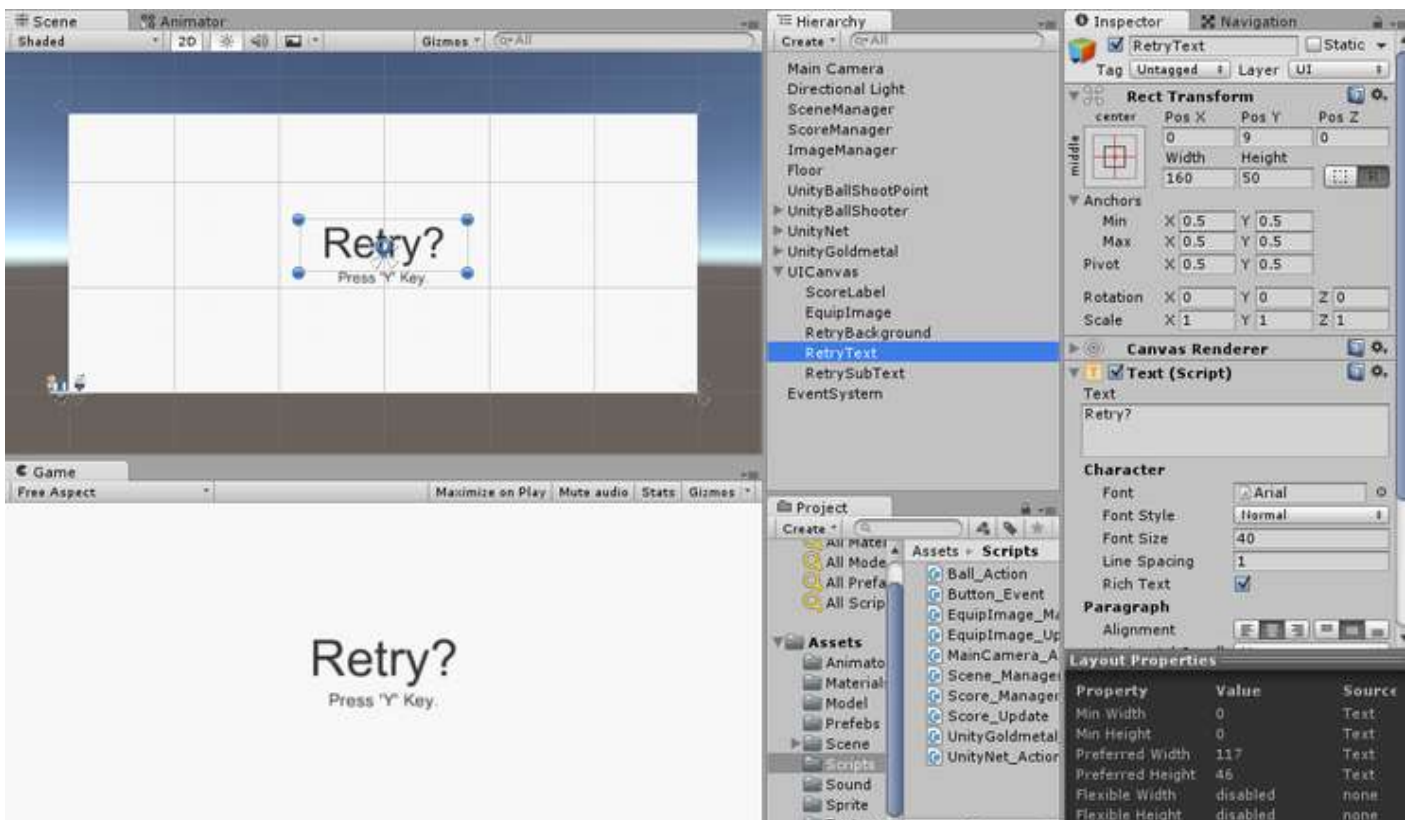 Scene
Animator
Shaded
2D
Gizmos
All
Retry?
Press 'Y' Key.
Game
Free Aspect
Maximize on Play
Mute audio
Stats
Gizmos
Retry?
Press 'Y' Key.
Hierarchy
Create
All
Main Camera
Directional Light
SceneManager
ScoreManager
ImageManager
Floor
UnityBallShootPoint
UnityBallShooter
UnityNet
UnityGoldmetal
UICanvas
ScoreLabel
EquipImage
RetryBackground
RetryText
RetrySubText
EventSystem
Project
Create
All Mater
All Mode
All Prefa
All Scrip
Assets
Animato
Material
Model
Prefebs
Scene
Scripts
Sound
Sprite
Assets Scripts
Ball_Action
Button_Event
EquipImage_Ma
EquipImage_Up
MainCamera_A
Scene_Manager
Score_Manager
Score_Update
UnityGoldmetal
UnityNet_Action
Inspector
Navigation
RetryText
Static
Tag Untagged Layer UI
Rect Transform
center
middle
Pos X Pos Y Pos Z
0 9 0
Width Height
160 50
R
Anchors
Min X 0.5 Y 0.5
Max X 0.5 Y 0.5
Pivot X 0.5 Y 0.5
Rotation X 0 Y 0 Z 0
Scale X 1 Y 1 Z 1
Canvas Renderer
Text (Script)
Text
Retry?
Character
Font Arial
Font Style Normal
Font Size 40
Line Spacing 1
Rich Text
Paragraph
Alignment
Layout Properties
Property Value Source
Min Width 0 Text
Min Height 0 Text
Preferred Width 117 Text
Preferred Height 46 Text
Flexible Width disabled none
Flexible Height disabled none